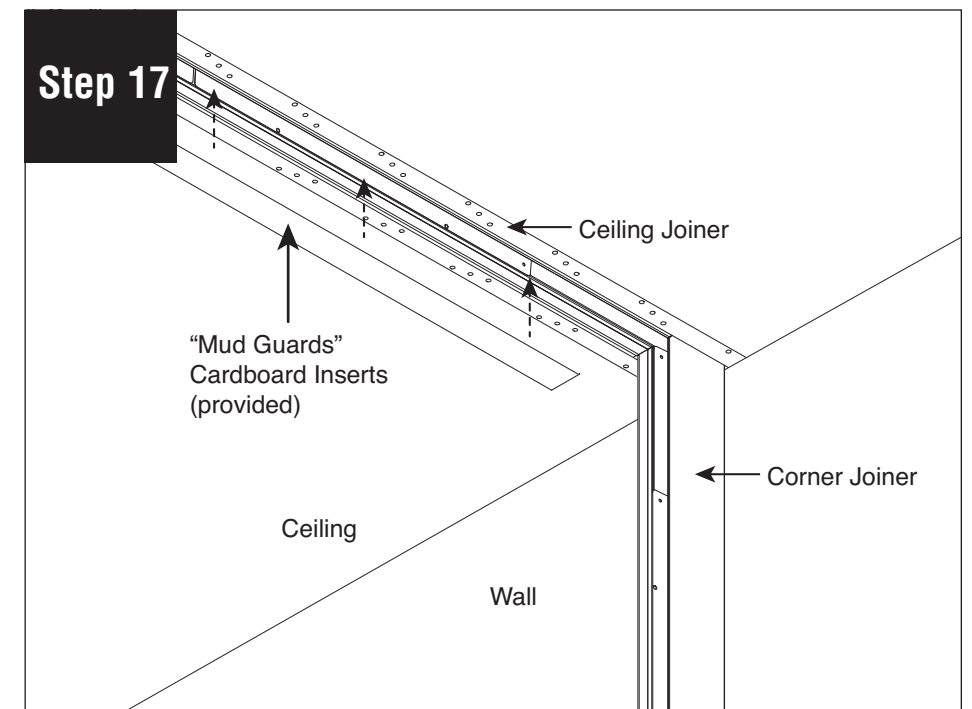 Step 17
Ceiling Joiner
“Mud Guards”
Cardboard Inserts
(provided)
Corner Joiner
Ceiling
Wall